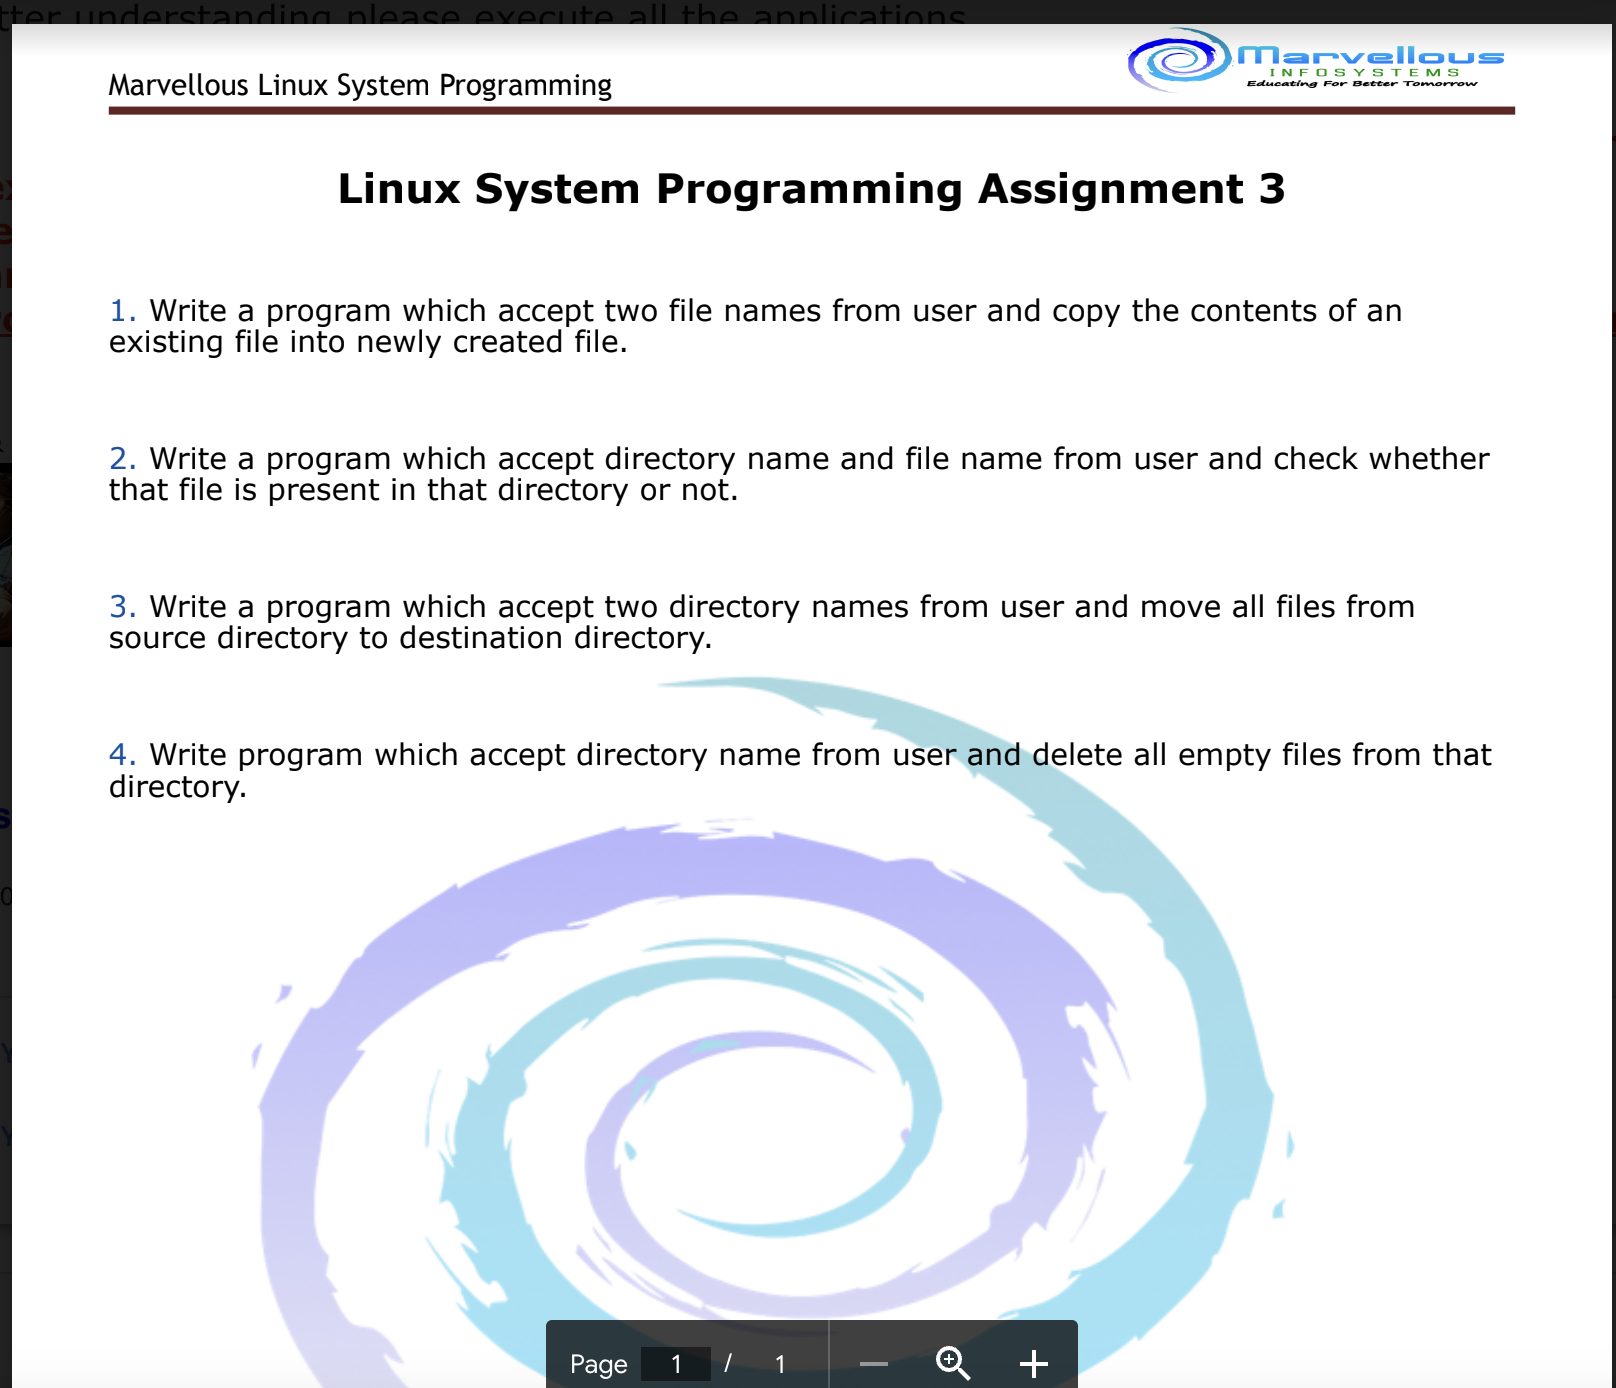 tter understanding please execute all the applications
Marvellous Linux System Programming
Marvellous
INFOSYSTEMS
Educating For Better Tomorrow
Linux System Programming Assignment 3
1. Write a program which accept two file names from user and copy the contents of an
existing file into newly created file.
2. Write a program which accept directory name and file name from user and check whether
that file is present in that directory or not.
3. Write a program which accept two directory names from user and move all files from
source directory to destination directory.
4. Write program which accept directory name from user and delete all empty files from that
directory.
Page 1 / 1